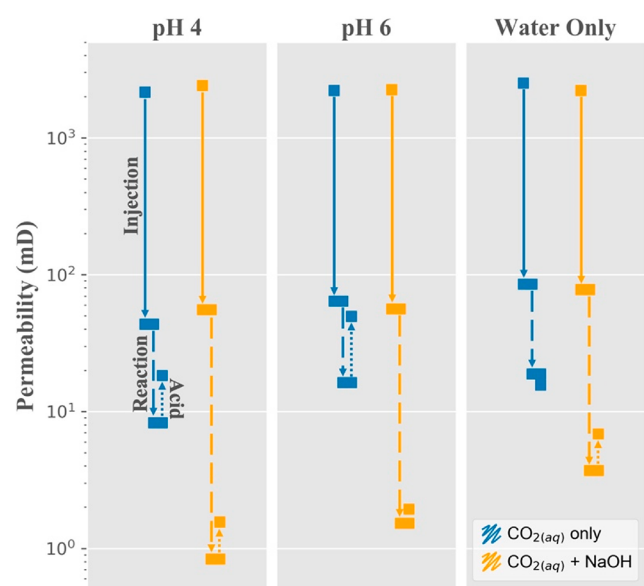 pH 4
pH 6
Water Only
Permeability (mD)
10³
10²
10¹
10⁰
Injection
Reaction
Acid
CO₂₍aq₎ only
CO₂₍aq₎ + NaOH